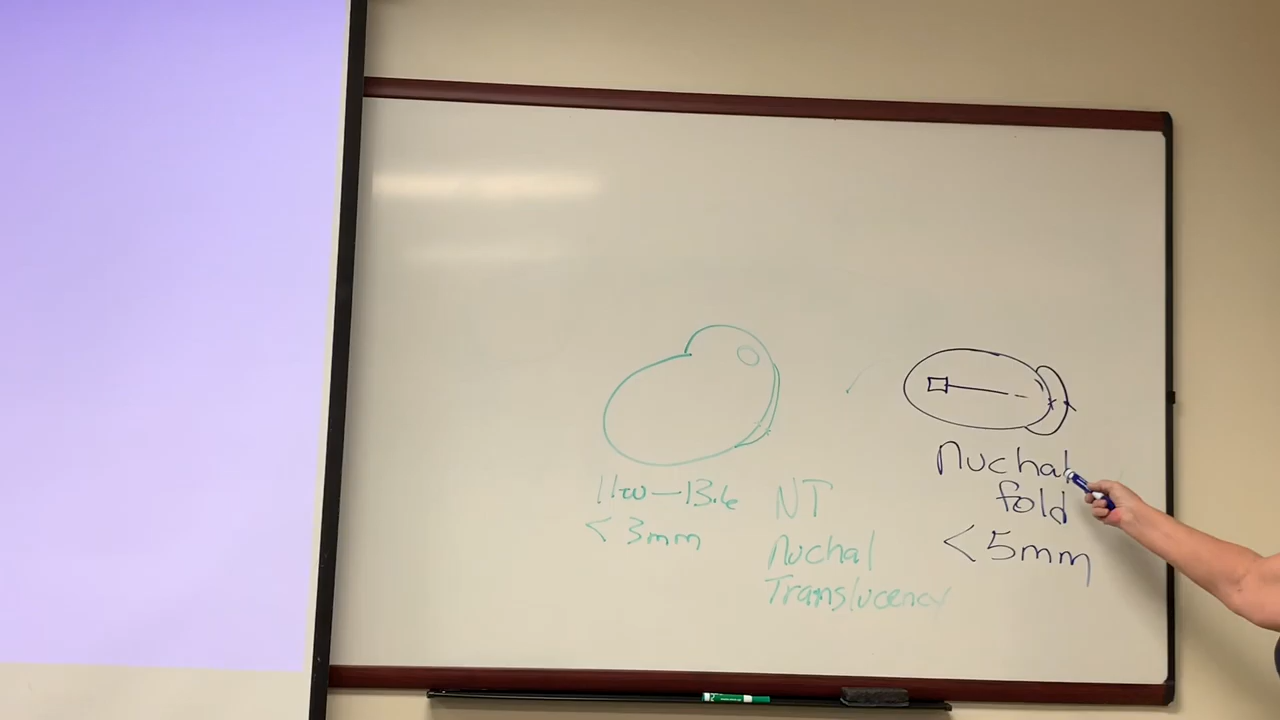 11w-13.6
< 3mm
NT
Nuchal
Translucency
Nuchal
fold
< 5mm